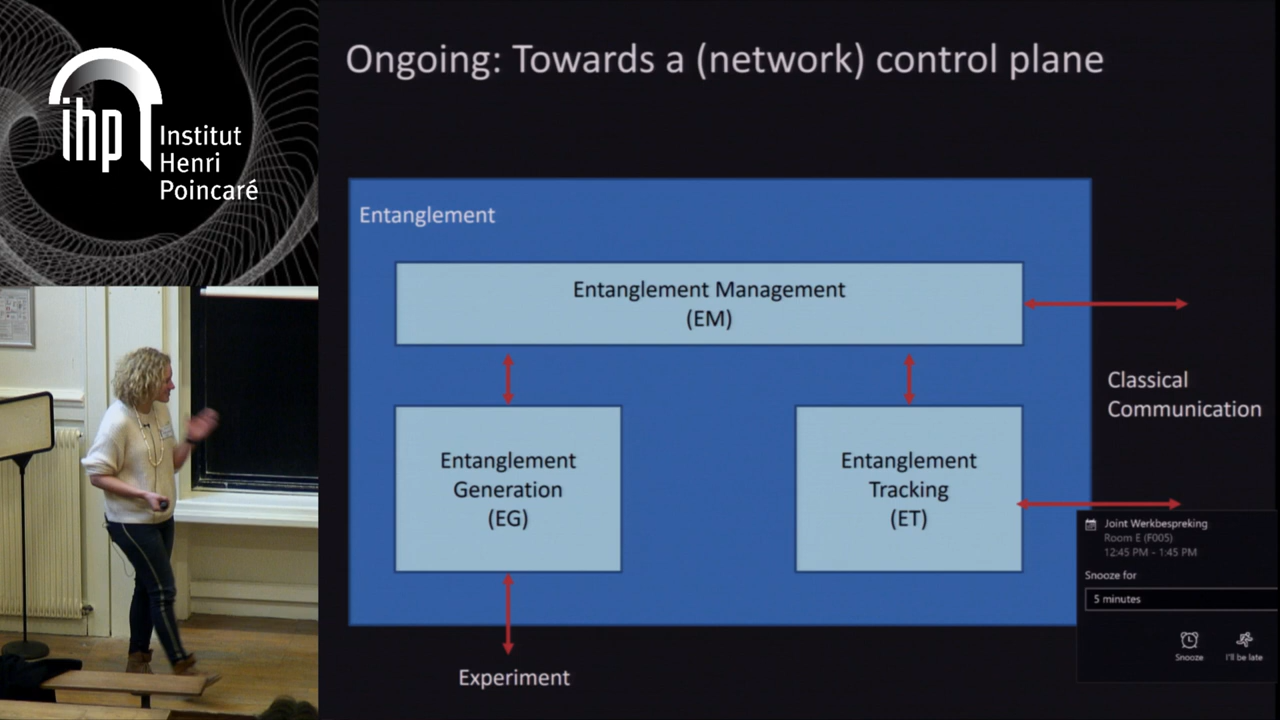 ihp
Institut
Henri
Poincaré
Ongoing: Towards a (network) control plane
Entanglement
Entanglement Management
(EM)
Entanglement
Generation
(EG)
Entanglement
Tracking
(ET)
Classical
Communication
Experiment
Joint Werkbespreking
Room E (F005)
12:45 PM - 1:45 PM
Snooze for
5 minutes
Snooze
I'll be late